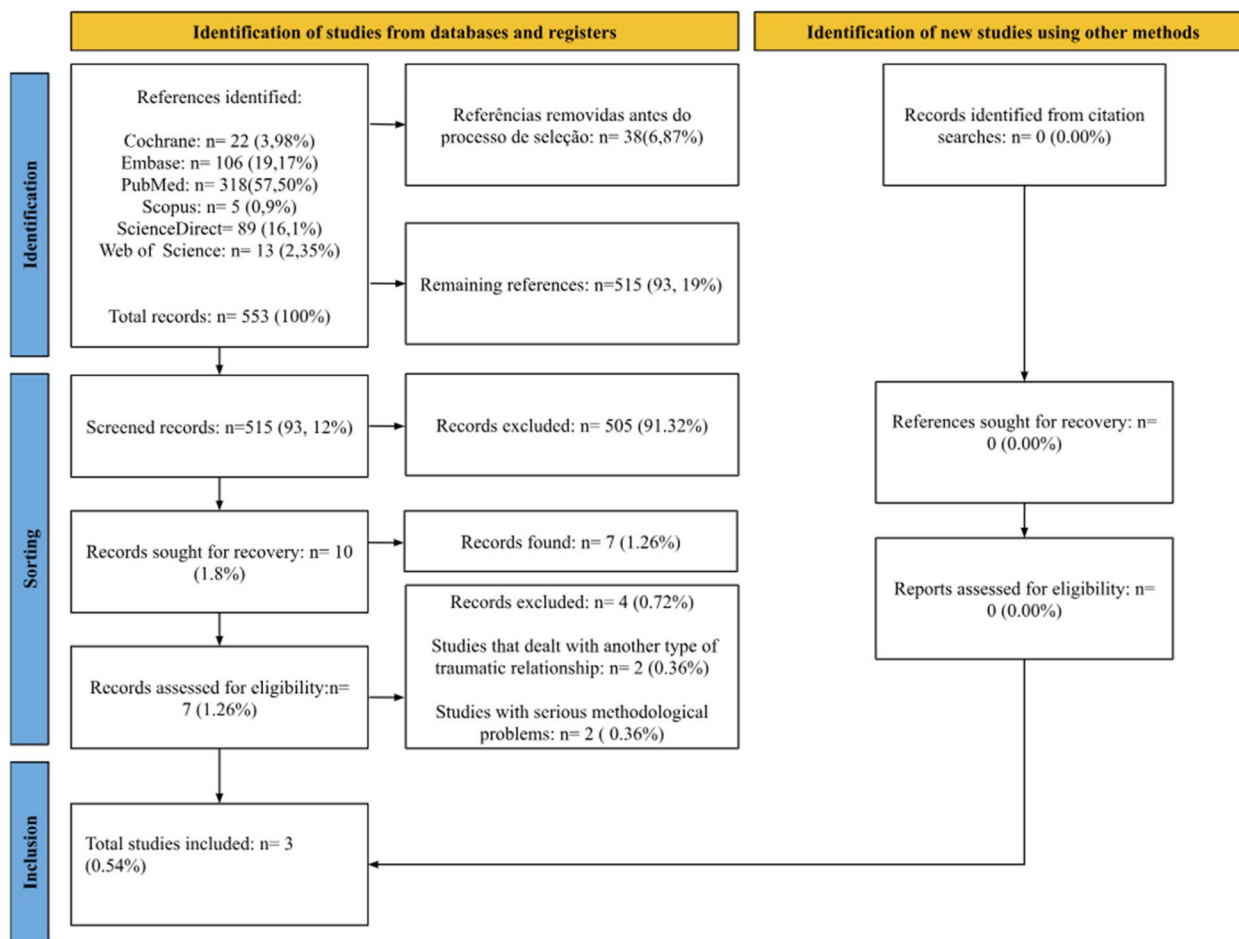 Identification of studies from databases and registers
Identification of new studies using other methods
Identification
References identified:
Cochrane: n= 22 (3,98%)
Embase: n= 106 (19,17%)
PubMed: n= 318(57,50%)
Scopus: n= 5 (0,9%)
ScienceDirect= 89 (16,1%)
Web of Science: n= 13 (2,35%)
Total records: n= 553 (100%)
Referências removidas antes do
processo de seleção: n= 38(6,87%)
Remaining references: n=515 (93, 19%)
Records identified from citation
searches: n= 0 (0.00%)
Sorting
Screened records: n=515 (93, 12%)
Records excluded: n= 505 (91.32%)
References sought for recovery: n=
0 (0.00%)
Records sought for recovery: n= 10
(1.8%)
Records found: n= 7 (1.26%)
Reports assessed for eligibility: n=
0 (0.00%)
Records assessed for eligibility:n=
7 (1.26%)
Records excluded: n= 4 (0.72%)
Studies that dealt with another type of
traumatic relationship: n= 2 (0.36%)
Studies with serious methodological
problems: n= 2 ( 0.36%)
Inclusion
Total studies included: n= 3
(0.54%)